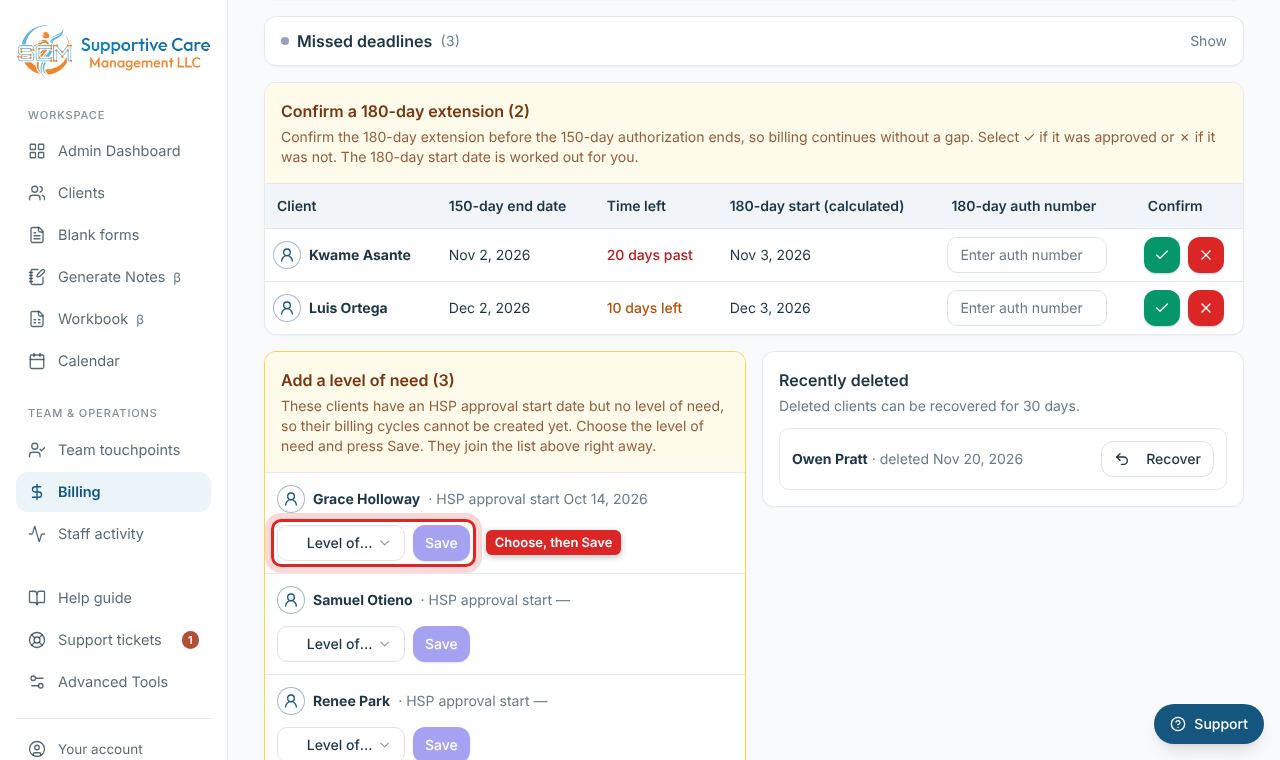 SCM
Supportive Care
Management LLC
WORKSPACE
Admin Dashboard
Clients
Blank forms
Generate Notes β
Workbook β
Calendar
TEAM & OPERATIONS
Team touchpoints
Billing
Staff activity
Help guide
Support tickets 1
Advanced Tools
Your account
Missed deadlines (3) Show
Confirm a 180-day extension (2)
Confirm the 180-day extension before the 150-day authorization ends, so billing continues without a gap. Select ✓ if it was approved or × if it
was not. The 180-day start date is worked out for you.
Client 150-day end date Time left 180-day start (calculated) 180-day auth number Confirm
Kwame Asante Nov 2, 2026 20 days past Nov 3, 2026 Enter auth number
Luis Ortega Dec 2, 2026 10 days left Dec 3, 2026 Enter auth number
Add a level of need (3)
These clients have an HSP approval start date but no level of need,
so their billing cycles cannot be created yet. Choose the level of
need and press Save. They join the list above right away.
Grace Holloway · HSP approval start Oct 14, 2026
Level of... Save Choose, then Save
Samuel Otieno · HSP approval start —
Level of... Save
Renee Park · HSP approval start —
Level of... Save
Recently deleted
Deleted clients can be recovered for 30 days.
Owen Pratt · deleted Nov 20, 2026 Recover
Support